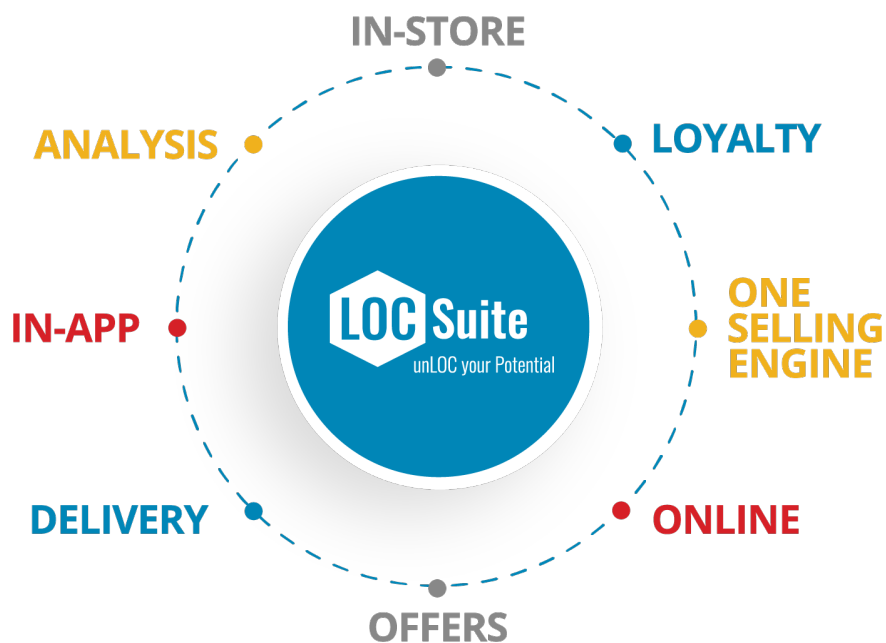 IN-STORE
ANALYSIS
LOYALTY
IN-APP
ONE
SELLING
ENGINE
LOC Suite
unLOC your Potential
DELIVERY
ONLINE
OFFERS